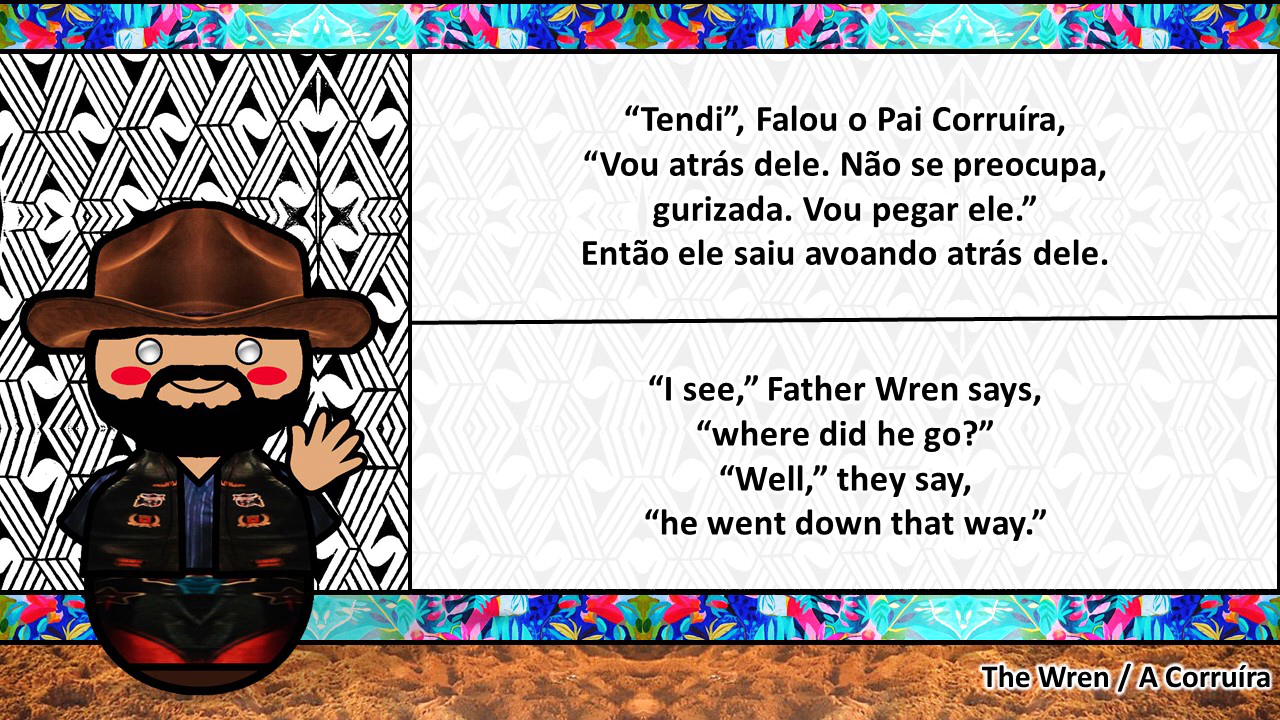 “Tendi”, Falou o Pai Corruíra,
“Vou atrás dele. Não se preocupa,
gurizada. Vou pegar ele.”
Então ele saiu avoando atrás dele.
“I see,” Father Wren says,
“where did he go?”
“Well,” they say,
“he went down that way.”
The Wren / A Corruíra